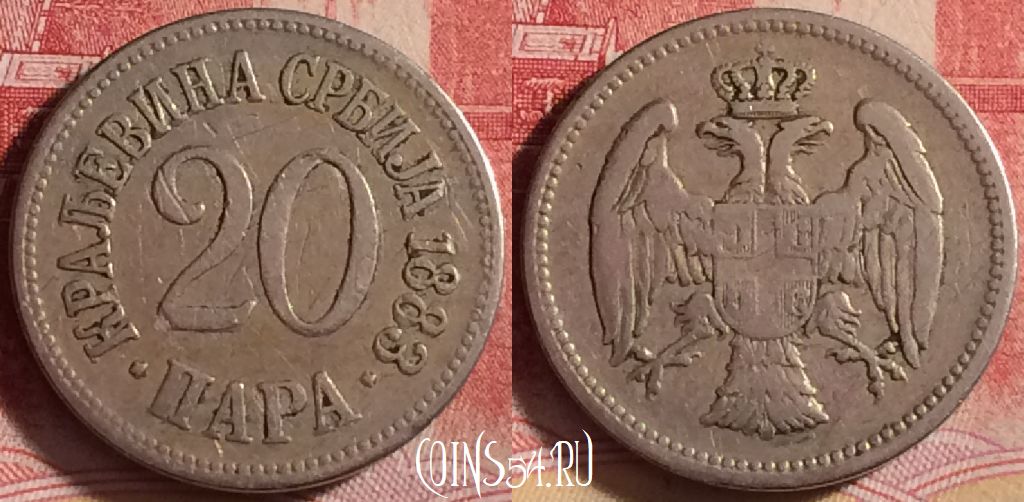 КРАЉЕВИНА СРБИЈА 1883
20
· ПАРА ·
COINS54.RU